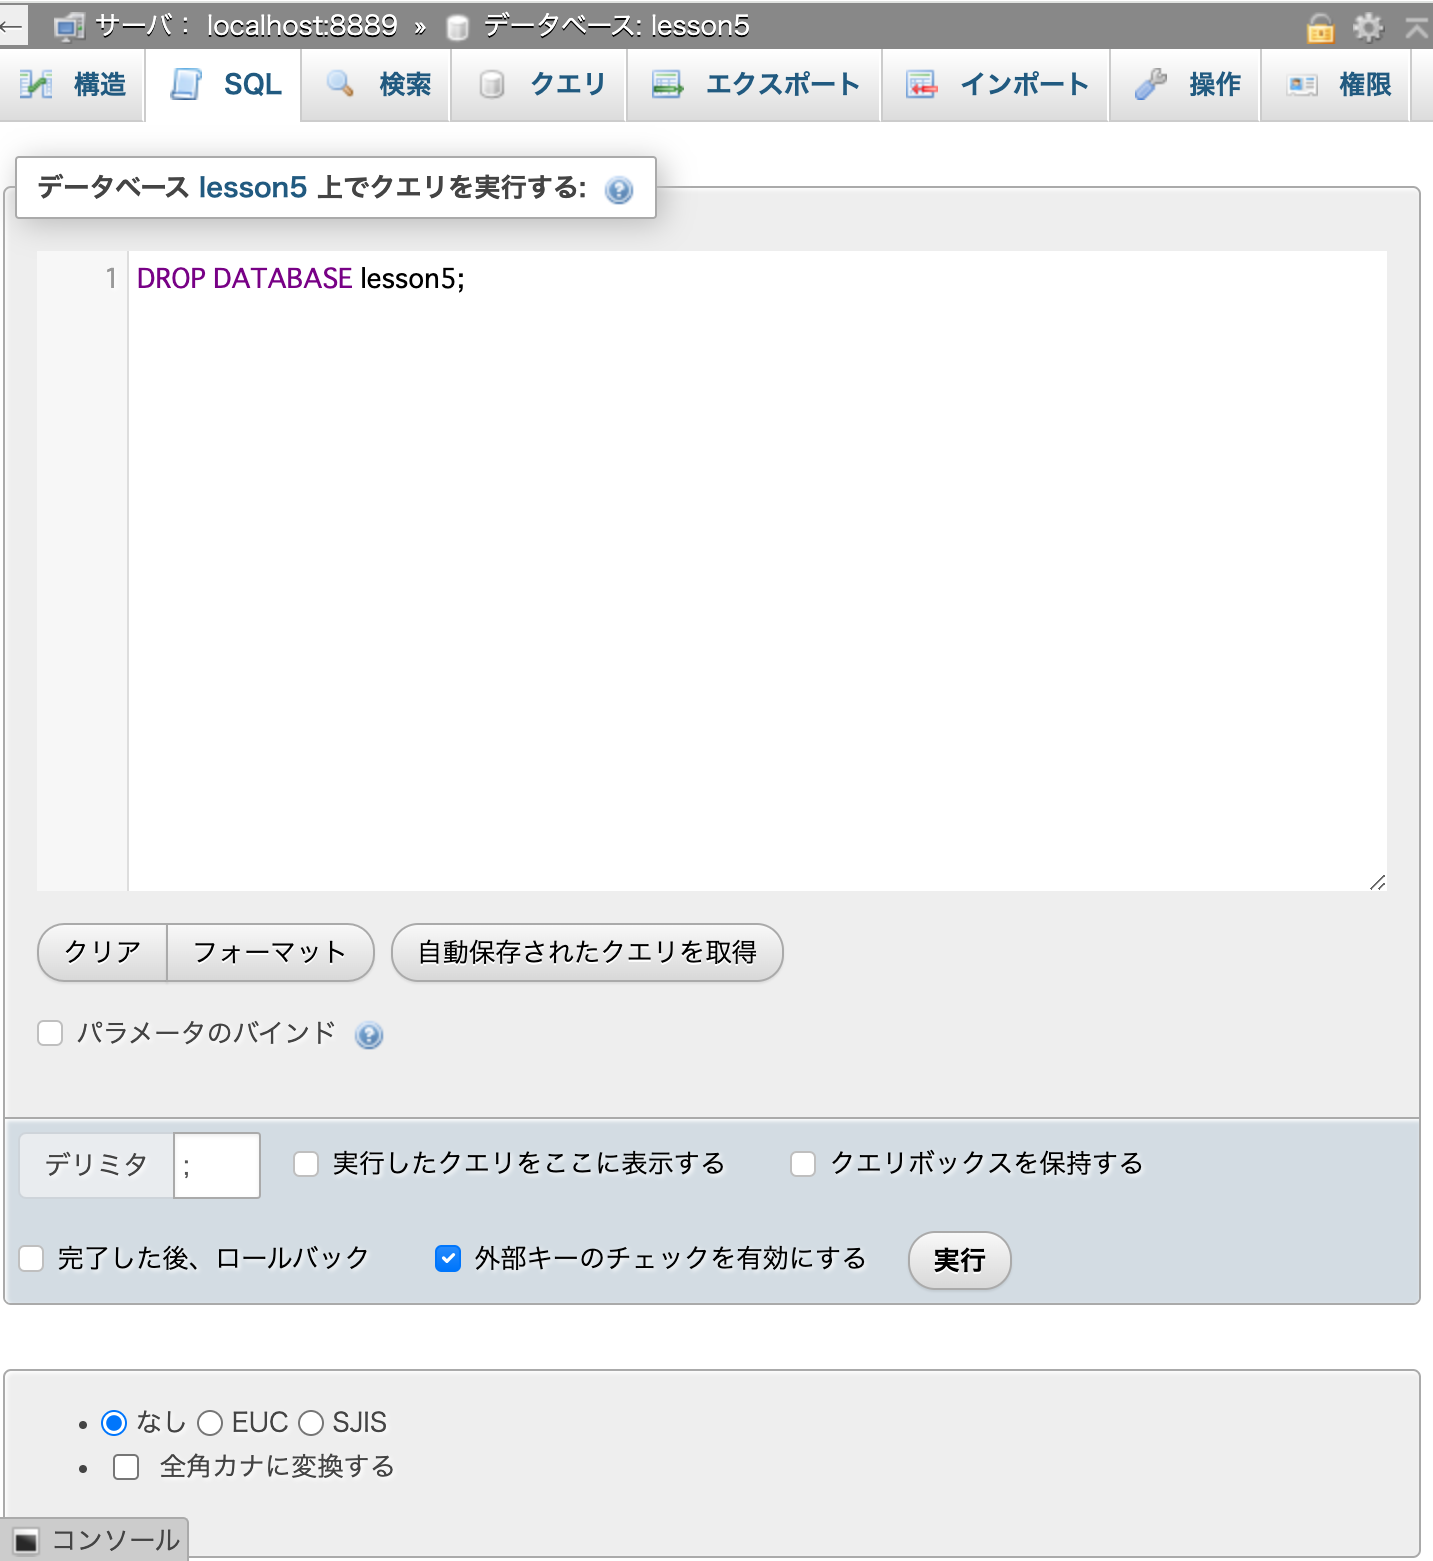 ← サーバ： localhost:8889 » データベース: lesson5
構造 SQL 検索 クエリ エクスポート インポート 操作 権限
データベース lesson5 上でクエリを実行する:
1 DROP DATABASE lesson5;
クリア フォーマット 自動保存されたクエリを取得
パラメータのバインド
デリミタ ; 実行したクエリをここに表示する クエリボックスを保持する
完了した後、ロールバック 外部キーのチェックを有効にする 実行
• なし EUC SJIS
• 全角カナに変換する
コンソール